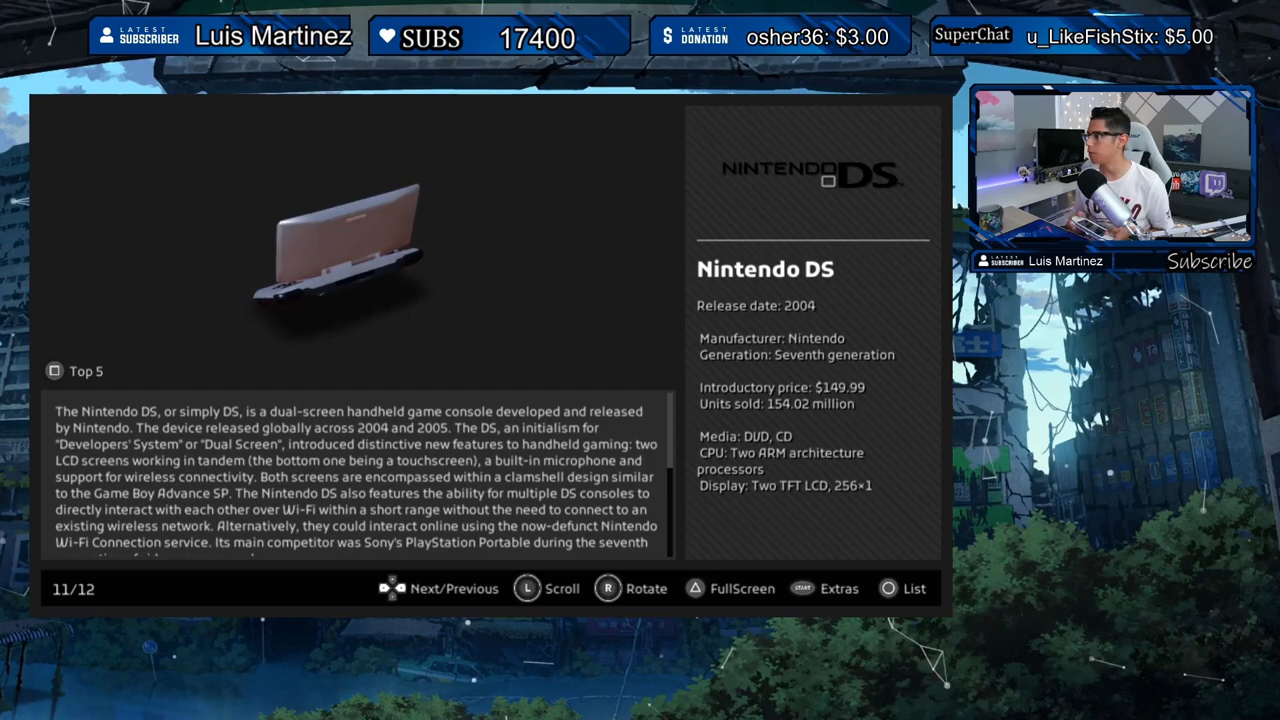 LATEST
SUBSCRIBER Luis Martinez
SUBS 17400
LATEST
DONATION osher36: $3.00
SuperChat u_LikeFishStix: $5.00
NINTENDO DS
LATEST
SUBSCRIBER Luis Martinez
Subscribe
Nintendo DS
Release date: 2004
Manufacturer: Nintendo
Generation: Seventh generation
Introductory price: $149.99
Units sold: 154.02 million
Media: DVD, CD
CPU: Two ARM architecture
processors
Display: Two TFT LCD, 256×1
Top 5
The Nintendo DS, or simply DS, is a dual-screen handheld game console developed and released
by Nintendo. The device released globally across 2004 and 2005. The DS, an initialism for
"Developers' System" or "Dual Screen", introduced distinctive new features to handheld gaming: two
LCD screens working in tandem (the bottom one being a touchscreen), a built-in microphone and
support for wireless connectivity. Both screens are encompassed within a clamshell design similar
to the Game Boy Advance SP. The Nintendo DS also features the ability for multiple DS consoles to
directly interact with each other over Wi-Fi within a short range without the need to connect to an
existing wireless network. Alternatively, they could interact online using the now-defunct Nintendo
Wi-Fi Connection service. Its main competitor was Sony's PlayStation Portable during the seventh
11/12
Next/Previous L Scroll R Rotate FullScreen START Extras List